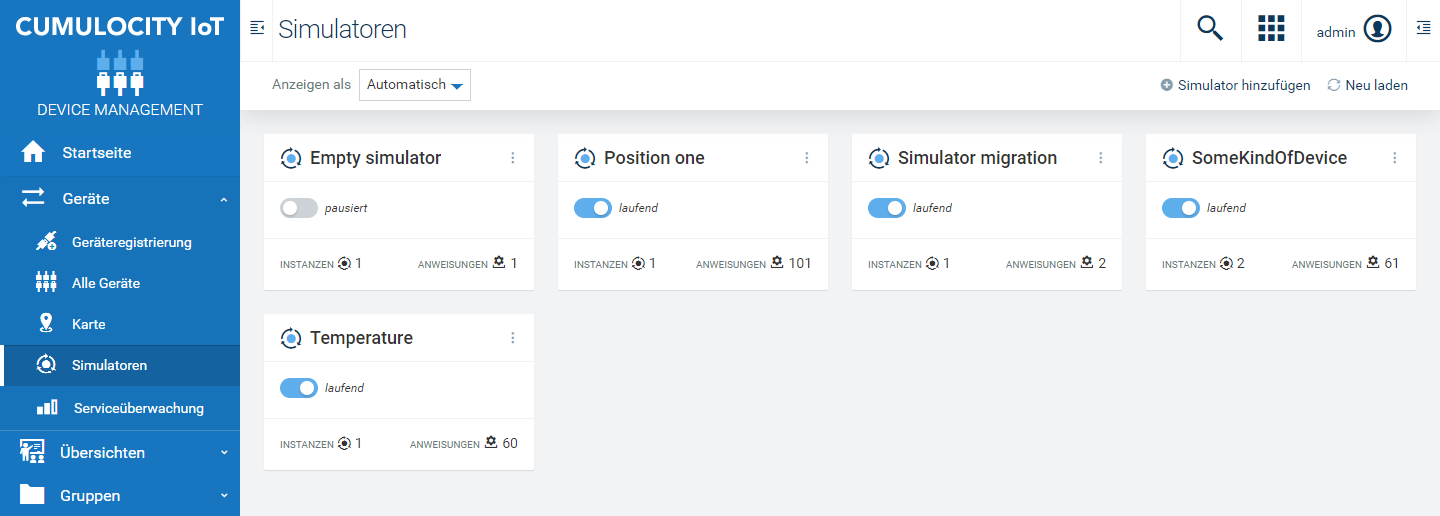 CUMULOCITY IoT
DEVICE MANAGEMENT
Startseite
Geräte
Geräteregistrierung
Alle Geräte
Karte
Simulatoren
Serviceüberwachung
Übersichten
Gruppen
Simulatoren
admin
Anzeigen als Automatisch
Simulator hinzufügen Neu laden
Empty simulator
pausiert
INSTANZEN 1 ANWEISUNGEN 1
Position one
laufend
INSTANZEN 1 ANWEISUNGEN 101
Simulator migration
laufend
INSTANZEN 1 ANWEISUNGEN 2
SomeKindOfDevice
laufend
INSTANZEN 2 ANWEISUNGEN 61
Temperature
laufend
INSTANZEN 1 ANWEISUNGEN 60